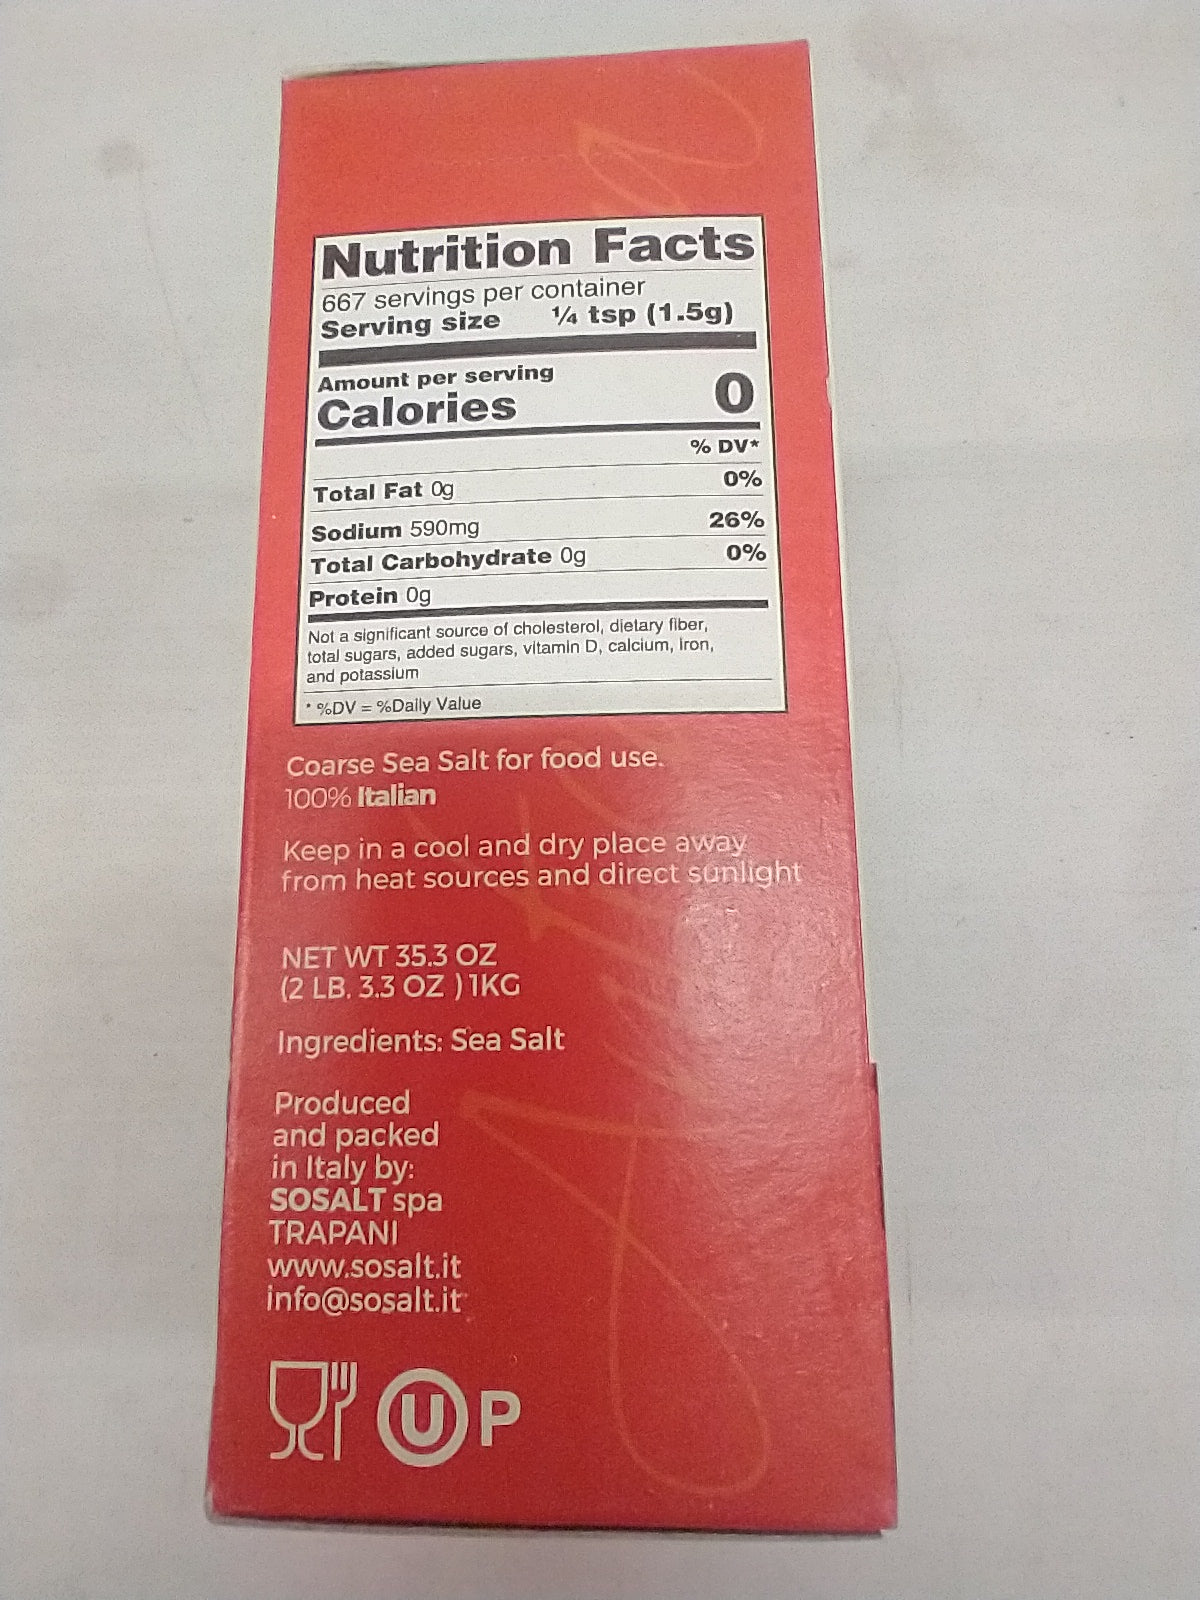 Nutrition Facts
667 servings per container
Serving size ¼ tsp (1.5g)
Amount per serving
Calories 0
% DV*
Total Fat 0g 0%
Sodium 590mg 26%
Total Carbohydrate 0g 0%
Protein 0g
Not a significant source of cholesterol, dietary fiber,
total sugars, added sugars, vitamin D, calcium, iron,
and potassium
* %DV = %Daily Value
Coarse Sea Salt for food use.
100% Italian
Keep in a cool and dry place away
from heat sources and direct sunlight
NET WT 35.3 OZ
(2 LB. 3.3 OZ ) 1KG
Ingredients: Sea Salt
Produced
and packed
in Italy by:
SOSALT spa
TRAPANI
www.sosalt.it
info@sosalt.it
U P